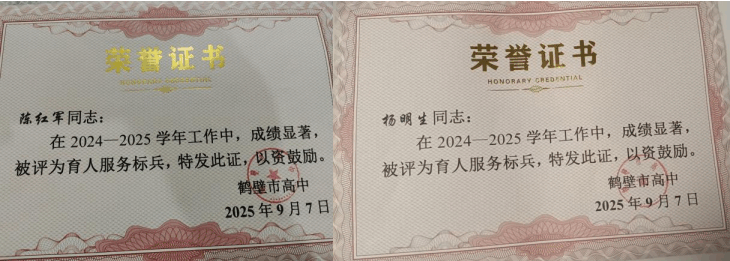 荣誉证书
HONORARY CREDENTIAL
陈红军同志：
在 2024—2025 学年工作中，成绩显著，
被评为育人服务标兵，特发此证，以资鼓励。
鹤壁市高中
2025 年 9 月 7 日
荣誉证书
HONORARY CREDENTIAL
杨明生同志：
在 2024—2025 学年工作中，成绩显著，
被评为育人服务标兵，特发此证，以资鼓励。
鹤壁市高中
2025 年 9 月 7 日